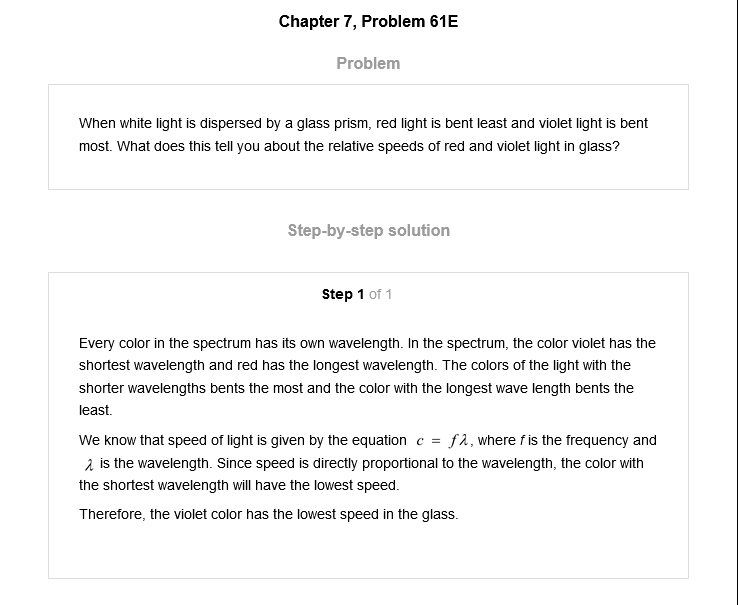 Chapter 7, Problem 61E
Problem
When white light is dispersed by a glass prism, red light is bent least and violet light is bent
most. What does this tell you about the relative speeds of red and violet light in glass?
Step-by-step solution
Step 1 of 1
Every color in the spectrum has its own wavelength. In the spectrum, the color violet has the
shortest wavelength and red has the longest wavelength. The colors of the light with the
shorter wavelengths bents the most and the color with the longest wave length bents the
least.
We know that speed of light is given by the equation c = fλ, where f is the frequency and
λ is the wavelength. Since speed is directly proportional to the wavelength, the color with
the shortest wavelength will have the lowest speed.
Therefore, the violet color has the lowest speed in the glass.